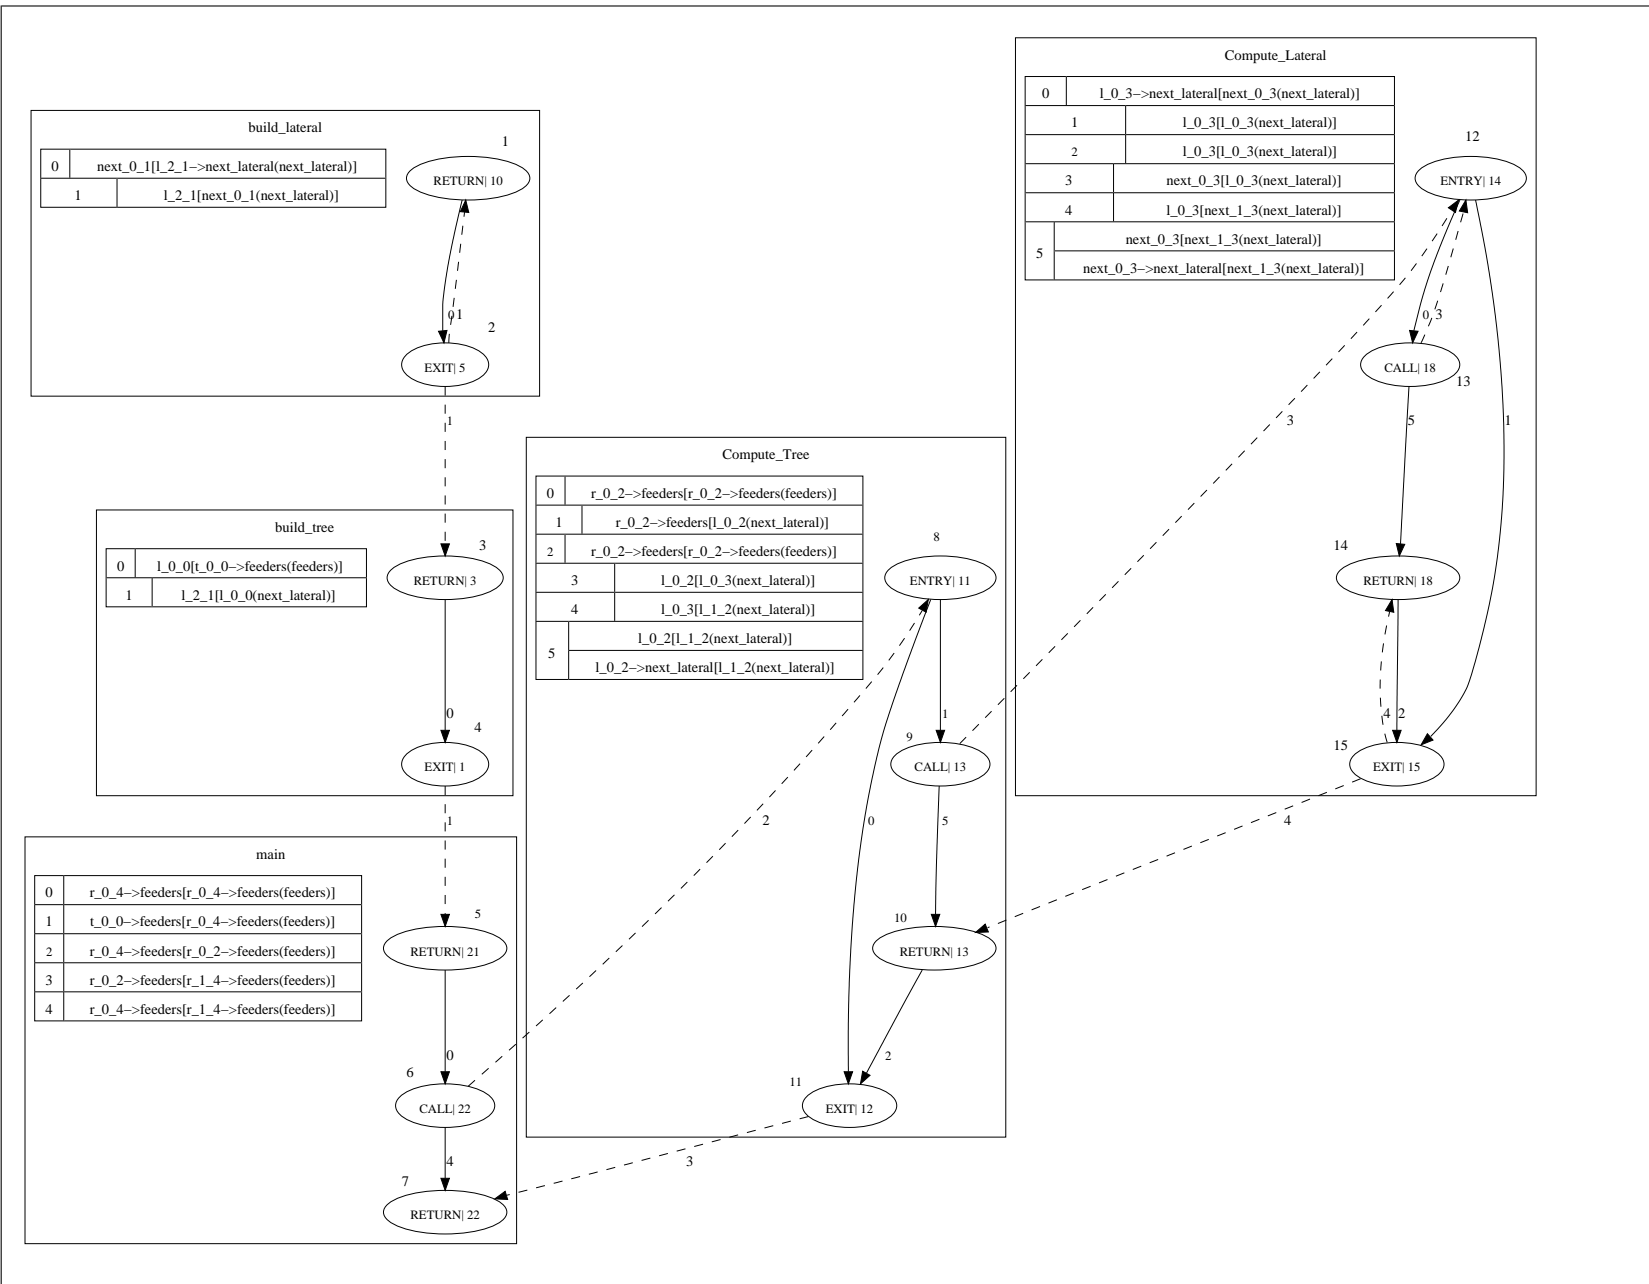 Compute_Lateral
0 l_0_3–>next_lateral[next_0_3(next_lateral)]
1 l_0_3[l_0_3(next_lateral)]
2 l_0_3[l_0_3(next_lateral)]
3 next_0_3[l_0_3(next_lateral)]
4 l_0_3[next_1_3(next_lateral)]
5 next_0_3[next_1_3(next_lateral)]
next_0_3–>next_lateral[next_1_3(next_lateral)]
12
ENTRY| 14
0 3
CALL| 18
13
3
5
1
14
RETURN| 18
4 2
15
EXIT| 15
4
build_lateral
0 next_0_1[l_2_1–>next_lateral(next_lateral)]
1 l_2_1[next_0_1(next_lateral)]
1
RETURN| 10
0 1
2
EXIT| 5
1
build_tree
0 l_0_0[t_0_0–>feeders(feeders)]
1 l_2_1[l_0_0(next_lateral)]
3
RETURN| 3
0
4
EXIT| 1
1
Compute_Tree
0 r_0_2–>feeders[r_0_2–>feeders(feeders)]
1 r_0_2–>feeders[l_0_2(next_lateral)]
2 r_0_2–>feeders[r_0_2–>feeders(feeders)]
3 l_0_2[l_0_3(next_lateral)]
4 l_0_3[l_1_2(next_lateral)]
5 l_0_2[l_1_2(next_lateral)]
l_0_2–>next_lateral[l_1_2(next_lateral)]
8
ENTRY| 11
1
9
CALL| 13
2
0
5
10
RETURN| 13
2
11
EXIT| 12
3
main
0 r_0_4–>feeders[r_0_4–>feeders(feeders)]
1 t_0_0–>feeders[r_0_4–>feeders(feeders)]
2 r_0_4–>feeders[r_0_2–>feeders(feeders)]
3 r_0_2–>feeders[r_1_4–>feeders(feeders)]
4 r_0_4–>feeders[r_1_4–>feeders(feeders)]
5
RETURN| 21
0
6
CALL| 22
4
7
RETURN| 22